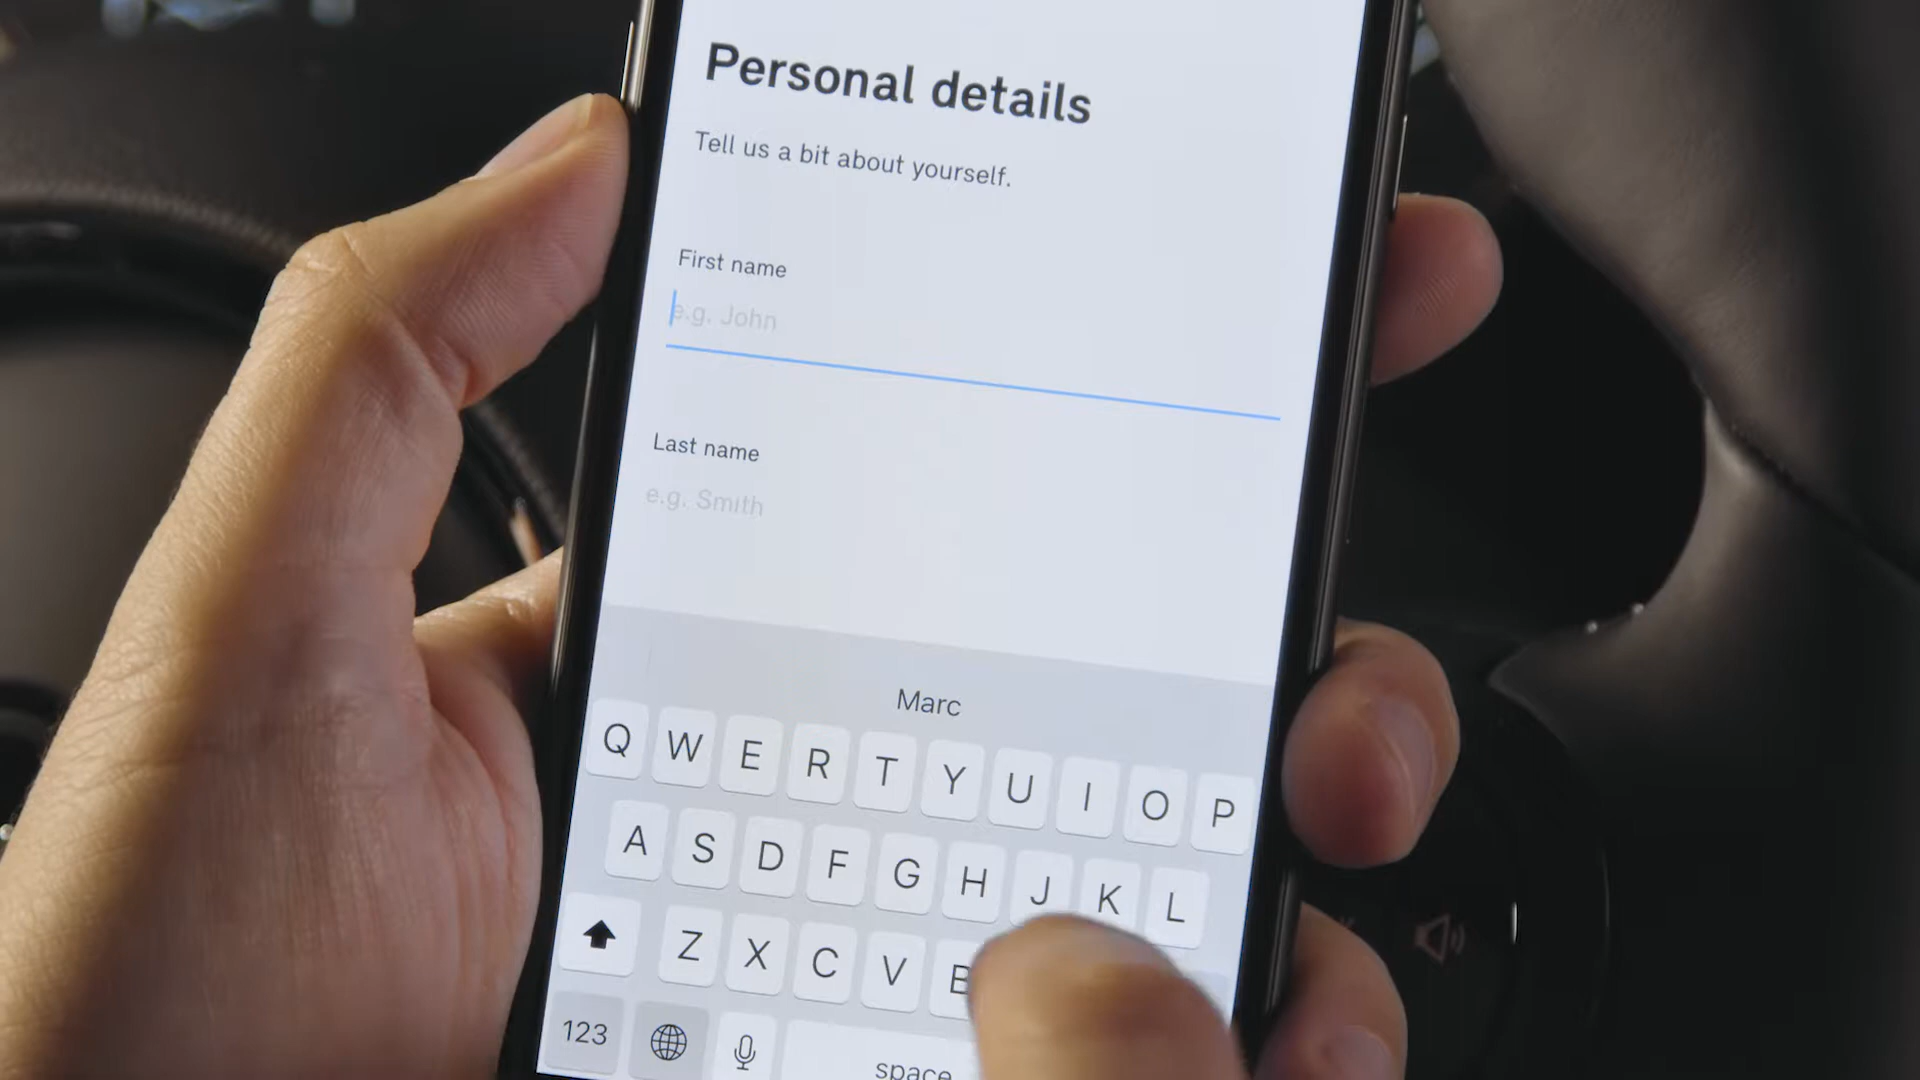 Personal details
Tell us a bit about yourself.
First name
e.g. John
Last name
e.g. Smith
Marc
Q W E R T Y U I O P
A S D F G H J K L
Z X C V B
123 space